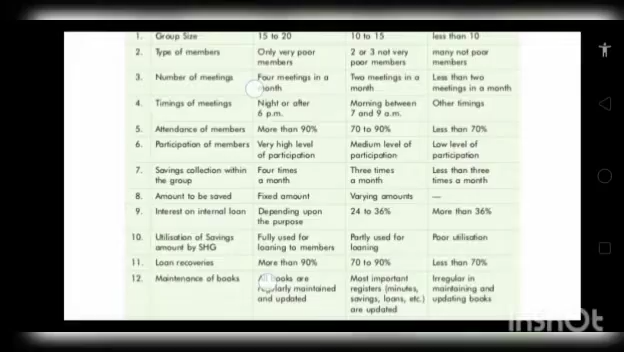 1. Group Size 15 to 20 10 to 15 less than 10
2. Type of members Only very poor 2 or 3 not very many not poor
members poor members members
3. Number of meetings Four meetings in a Two meetings in a Less than two
month month meetings in a month
4. Timings of meetings Night or after Morning between Other timings
6 p.m. 7 and 9 a.m.
5. Attendance of members More than 90% 70 to 90% Less than 70%
6. Participation of members Very high level Medium level of Low level of
of participation participation participation
7. Savings collection within Four times Three times Less than three
the group a month a month times a month
8. Amount to be saved Fixed amount Varying amounts —
9. Interest on internal loan Depending upon 24 to 36% More than 36%
the purpose
10. Utilisation of Savings Fully used for Partly used for Poor utilisation
amount by SHG loaning to members loaning
11. Loan recoveries More than 90% 70 to 90% Less than 70%
12. Maintenance of books All books are Most important Irregular in
regularly maintained registers (minutes, maintaining and
and updated savings, loans, etc.) updating books
are updated
InShOt